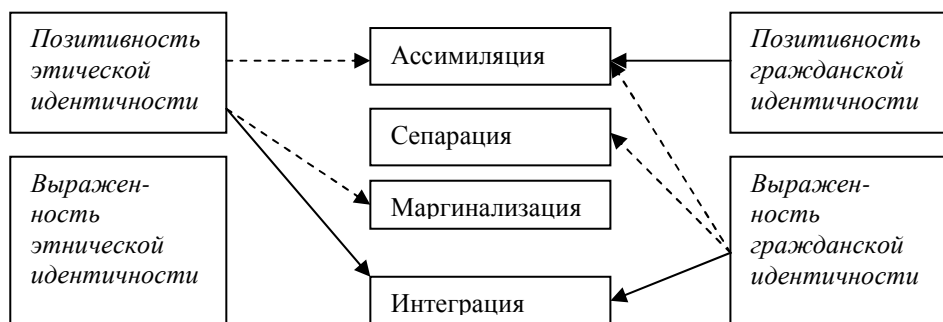 Позитивность
этической
идентичности
Выражен-
ность
этнической
идентичности
Ассимиляция
Сепарация
Маргинализация
Интеграция
Позитивность
гражданской
идентичности
Выражен-
ность
гражданской
идентичности